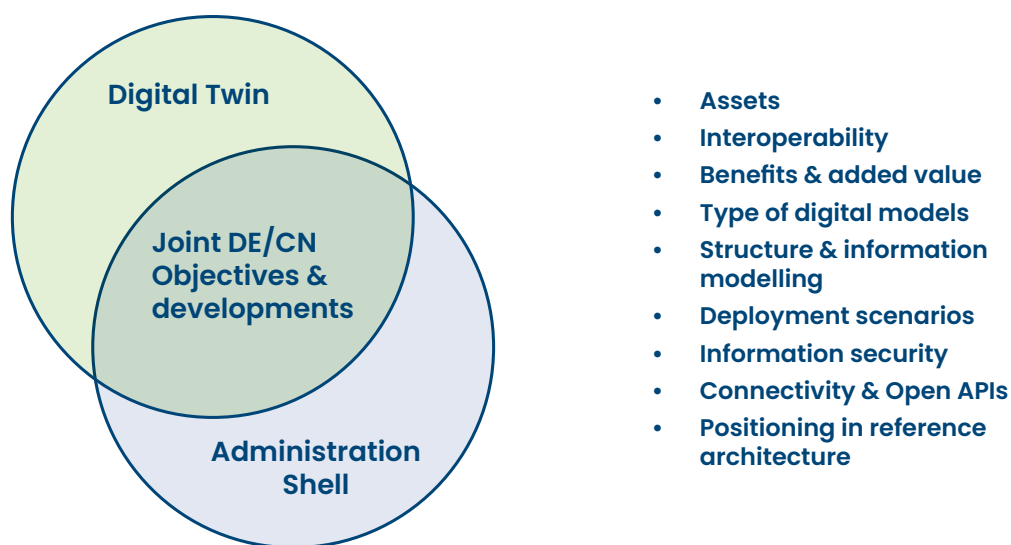 Digital Twin
Joint DE/CN
Objectives &
developments
Administration
Shell
• Assets
• Interoperability
• Benefits & added value
• Type of digital models
• Structure & information
modelling
• Deployment scenarios
• Information security
• Connectivity & Open APIs
• Positioning in reference
architecture